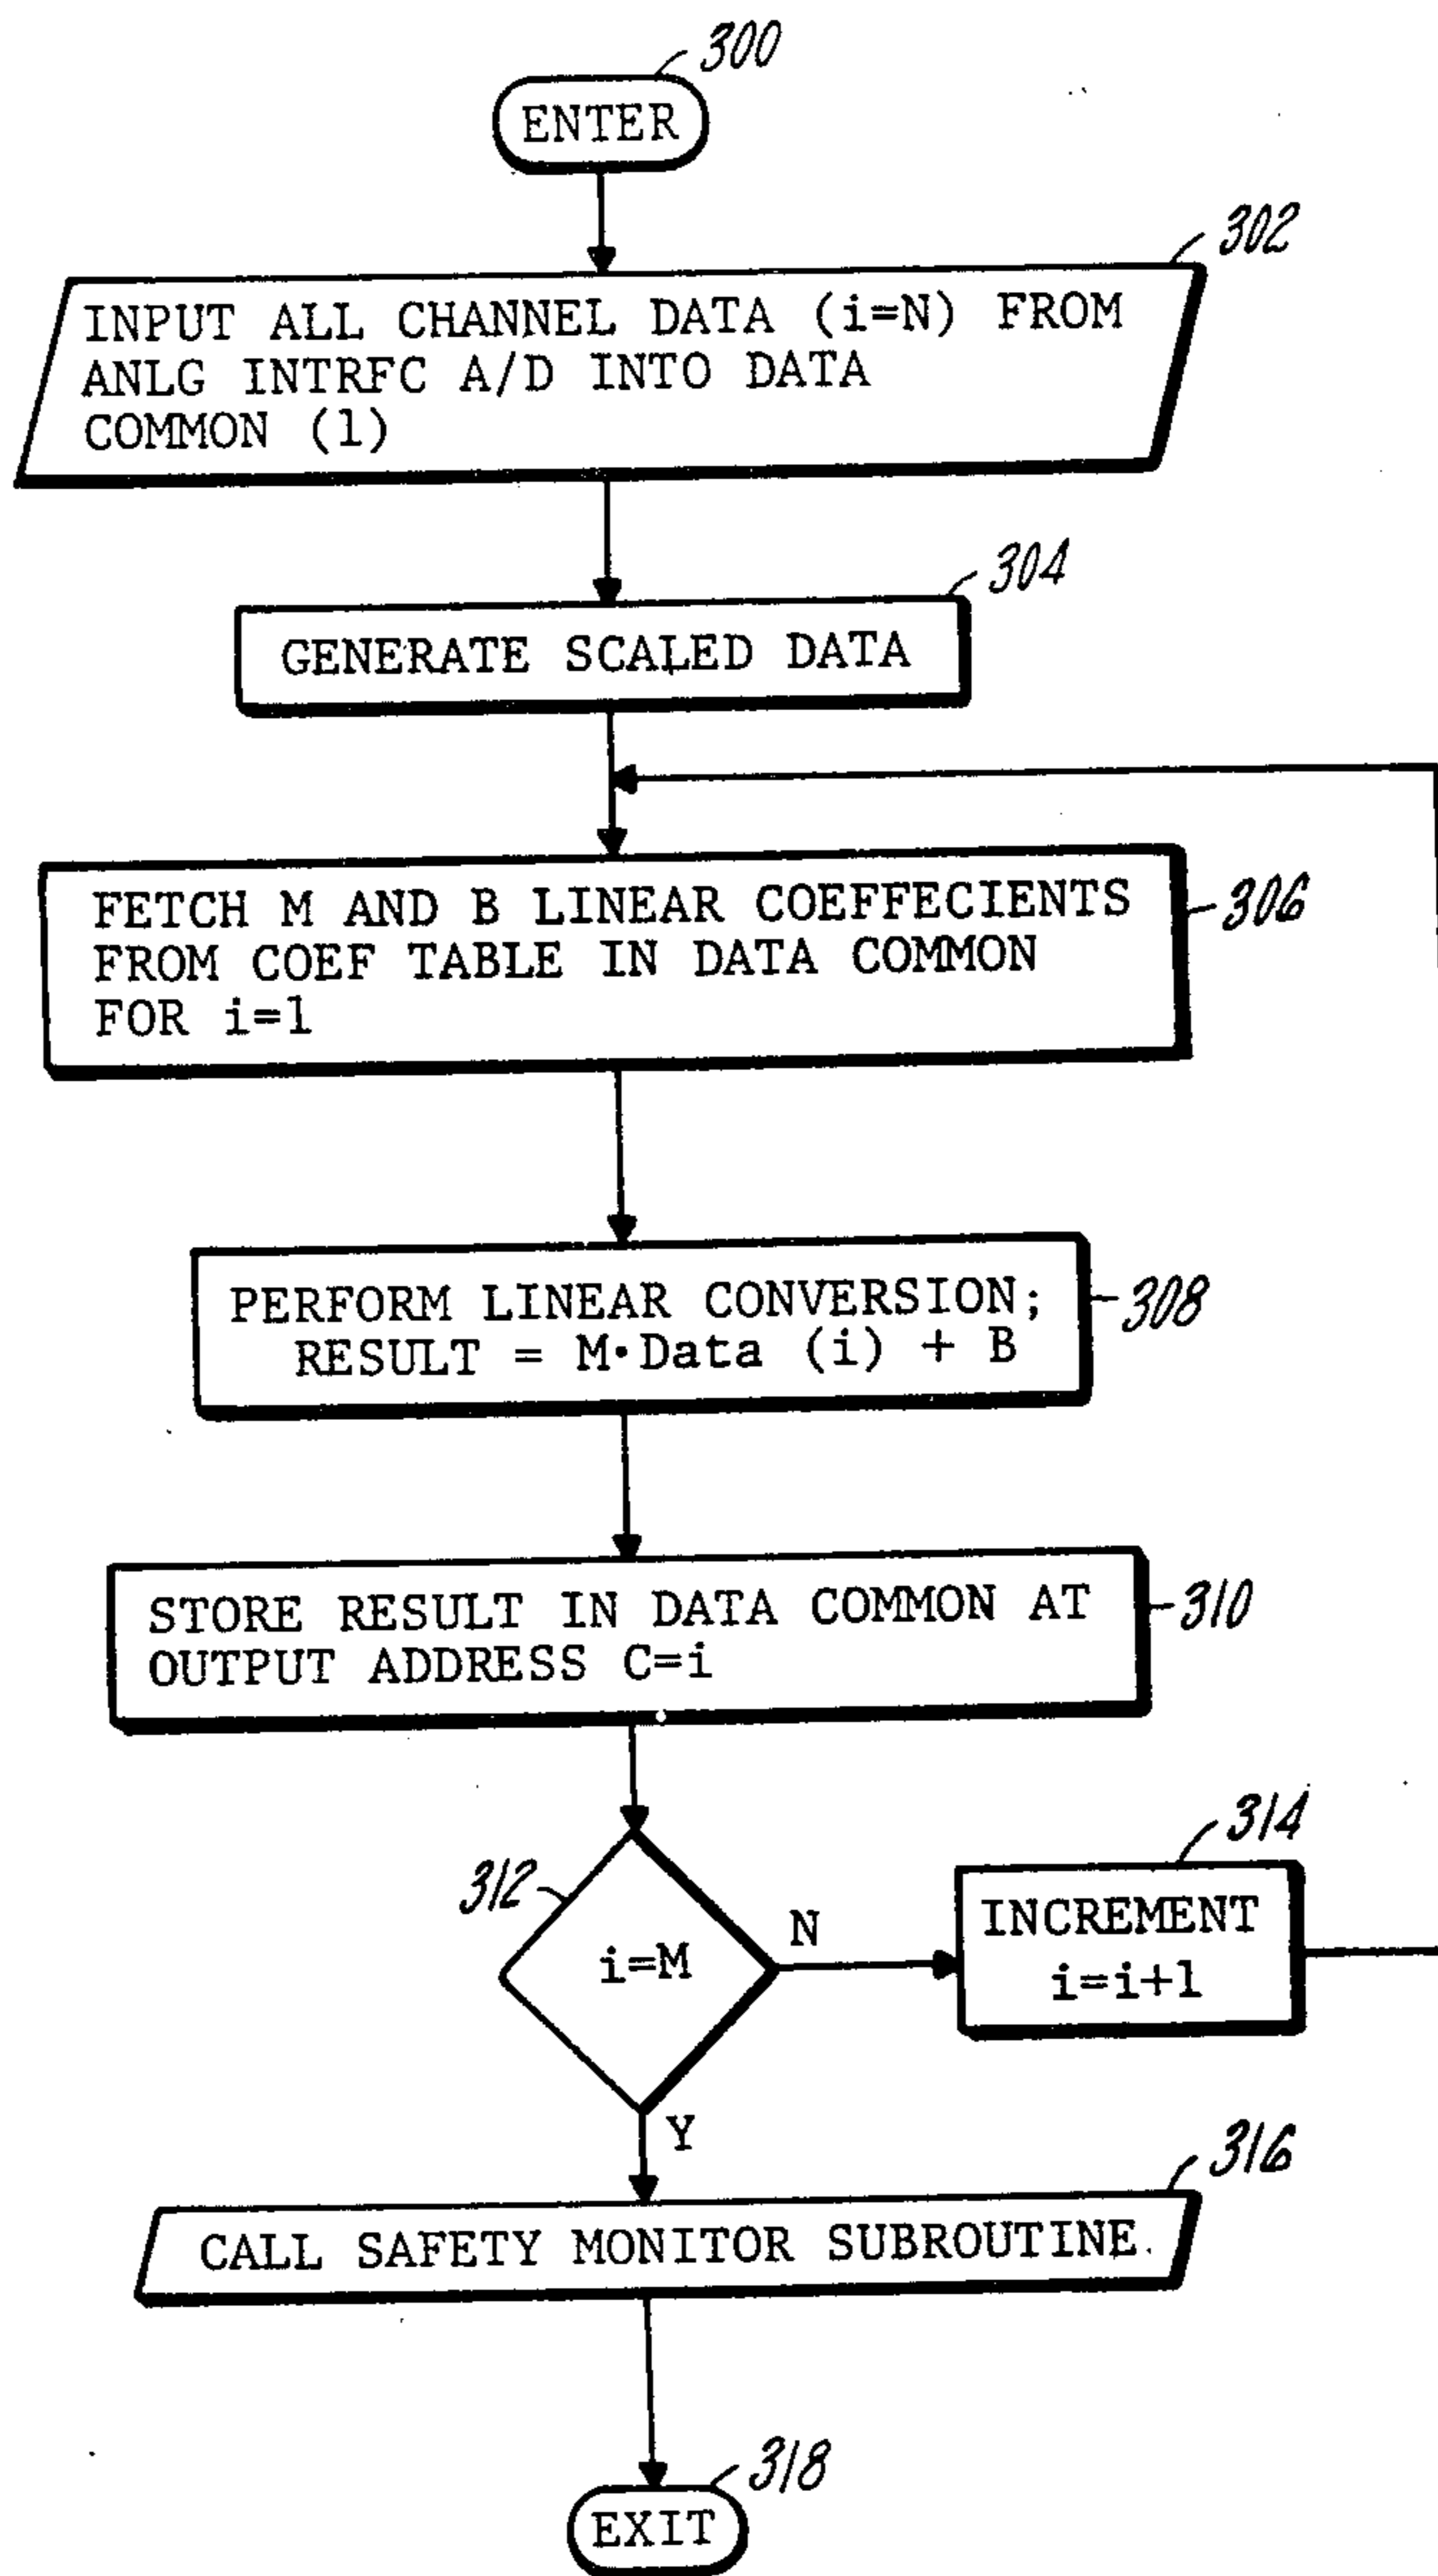 300
ENTER
302
INPUT ALL CHANNEL DATA (i=N) FROM
ANLG INTRFC A/D INTO DATA
COMMON (1)
304
GENERATE SCALED DATA
FETCH M AND B LINEAR COEFFECIENTS
FROM COEF TABLE IN DATA COMMON
FOR i=1
306
PERFORM LINEAR CONVERSION;
RESULT = M•Data (i) + B
308
STORE RESULT IN DATA COMMON AT
OUTPUT ADDRESS C=i
310
312
i=M
N
314
INCREMENT
i=i+1
Y
316
CALL SAFETY MONITOR SUBROUTINE.
318
EXIT